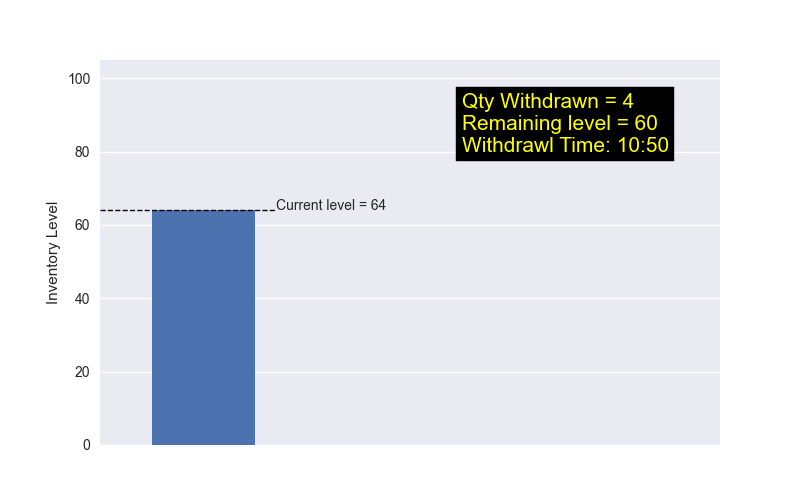 100
80
60
40
20
0
Inventory Level
Current level = 64
Qty Withdrawn = 4
Remaining level = 60
Withdrawl Time: 10:50